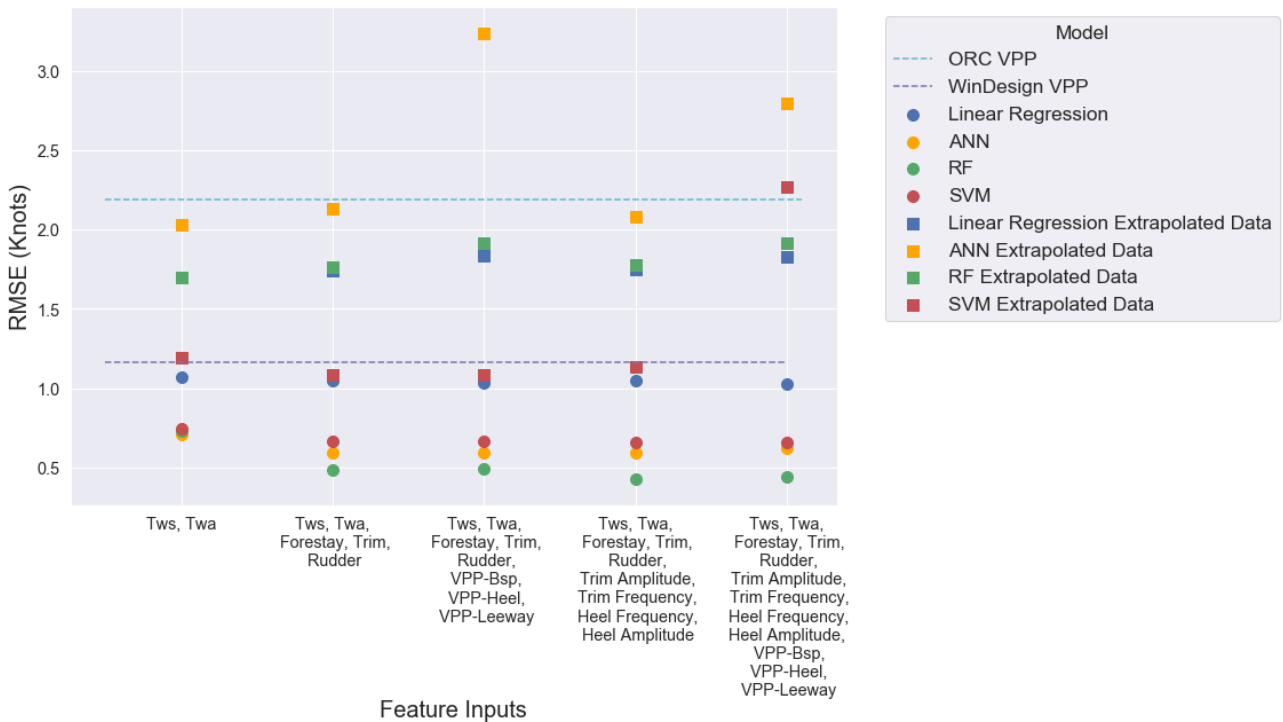 3.0
2.5
2.0
1.5
1.0
0.5
RMSE (Knots)
Tws, Twa
Tws, Twa,
Forestay, Trim,
Rudder
Tws, Twa,
Forestay, Trim,
Rudder,
VPP-Bsp,
VPP-Heel,
VPP-Leeway
Tws, Twa,
Forestay, Trim,
Rudder,
Trim Amplitude,
Trim Frequency,
Heel Frequency,
Heel Amplitude
Tws, Twa,
Forestay, Trim,
Rudder,
Trim Amplitude,
Trim Frequency,
Heel Frequency,
Heel Amplitude,
VPP-Bsp,
VPP-Heel,
VPP-Leeway
Feature Inputs
Model
ORC VPP
WinDesign VPP
Linear Regression
ANN
RF
SVM
Linear Regression Extrapolated Data
ANN Extrapolated Data
RF Extrapolated Data
SVM Extrapolated Data